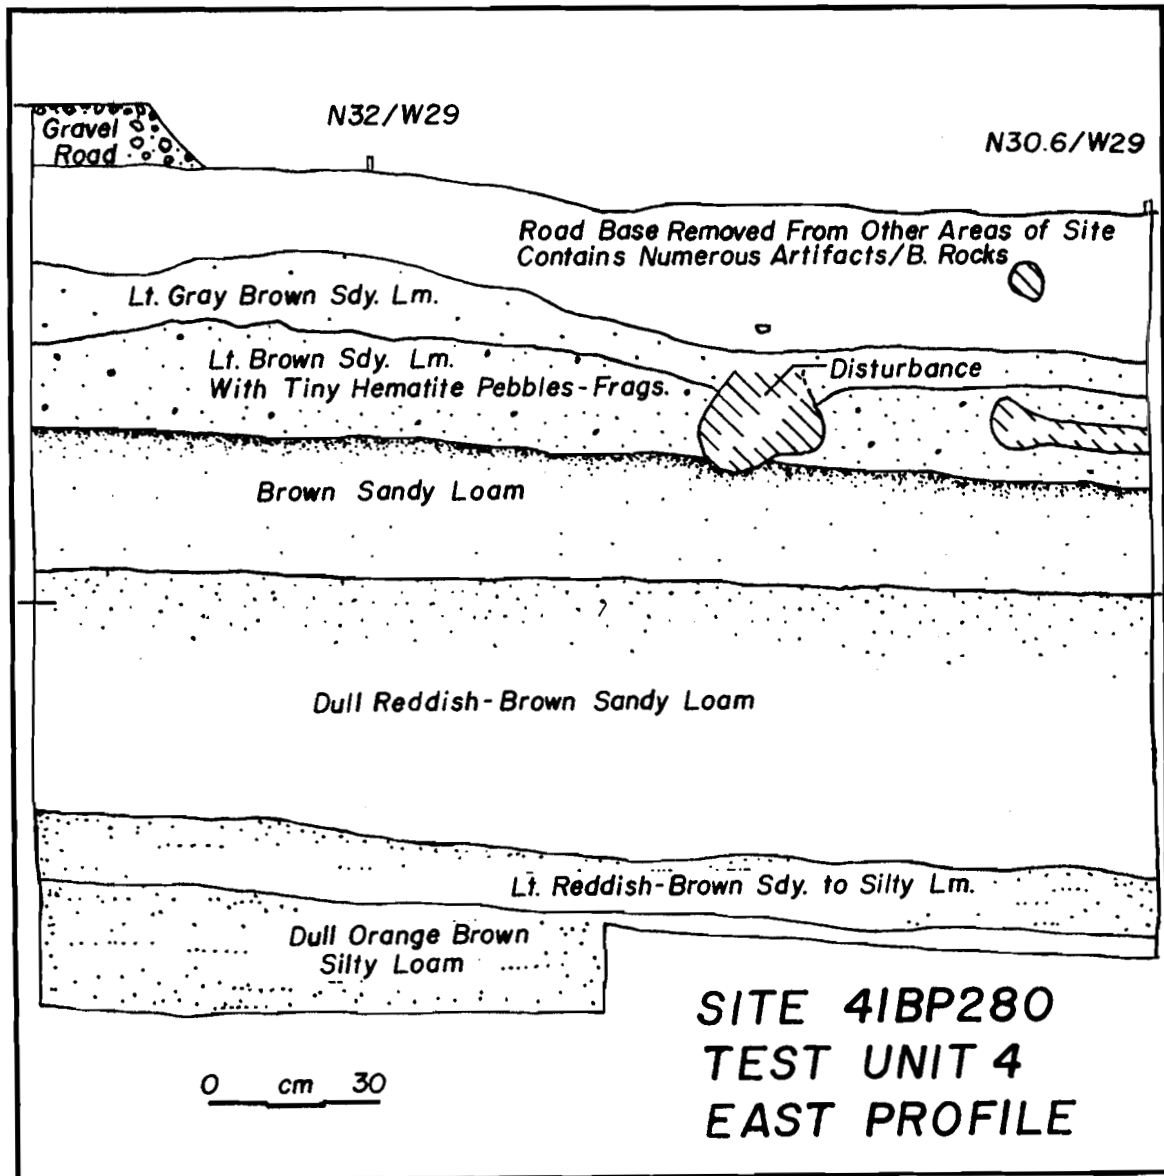 N32/W29
Gravel
Road
N30.6/W29
Road Base Removed From Other Areas of Site
Contains Numerous Artifacts/B. Rocks
Lt. Gray Brown Sdy. Lm.
Lt. Brown Sdy. Lm.
With Tiny Hematite Pebbles-Frags.
Disturbance
Brown Sandy Loam
Dull Reddish-Brown Sandy Loam
Lt. Reddish-Brown Sdy. to Silty Lm.
Dull Orange Brown
Silty Loam
SITE 41BP280
TEST UNIT 4
EAST PROFILE
0 cm 30